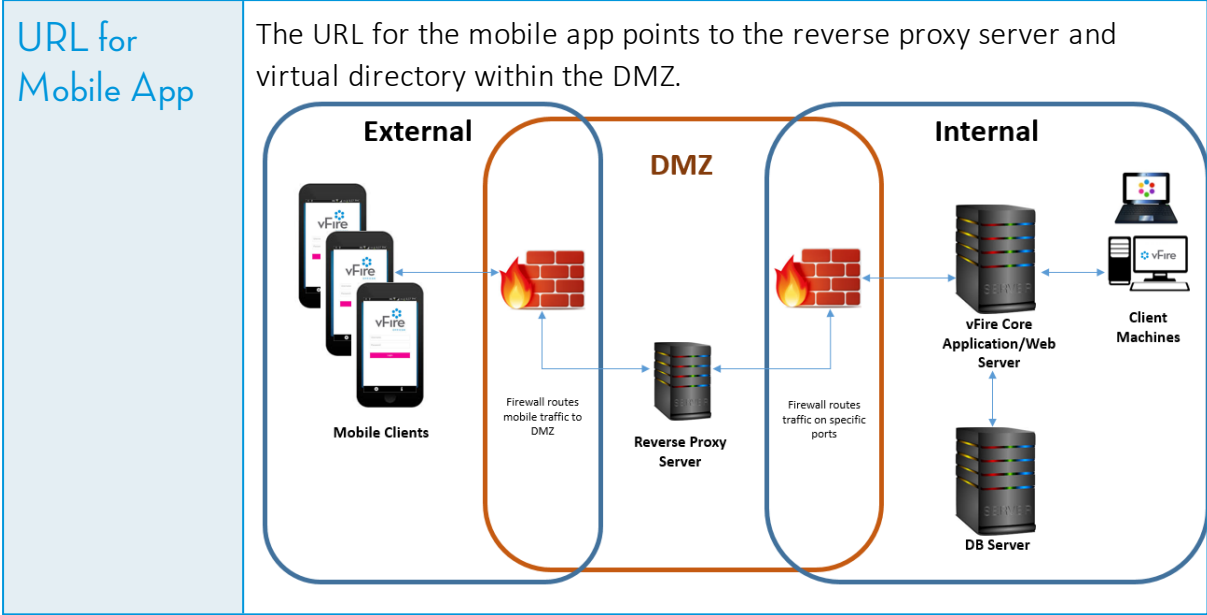 URL for
Mobile App
The URL for the mobile app points to the reverse proxy server and
virtual directory within the DMZ.
External
DMZ
Internal
vFire
vFire
vFire
vFire
Mobile Clients
Firewall routes
mobile traffic to
DMZ
Reverse Proxy
Server
Firewall routes
traffic on specific
ports
SERVER
vFire Core
Application/Web
Server
Client
Machines
SERVER
DB Server